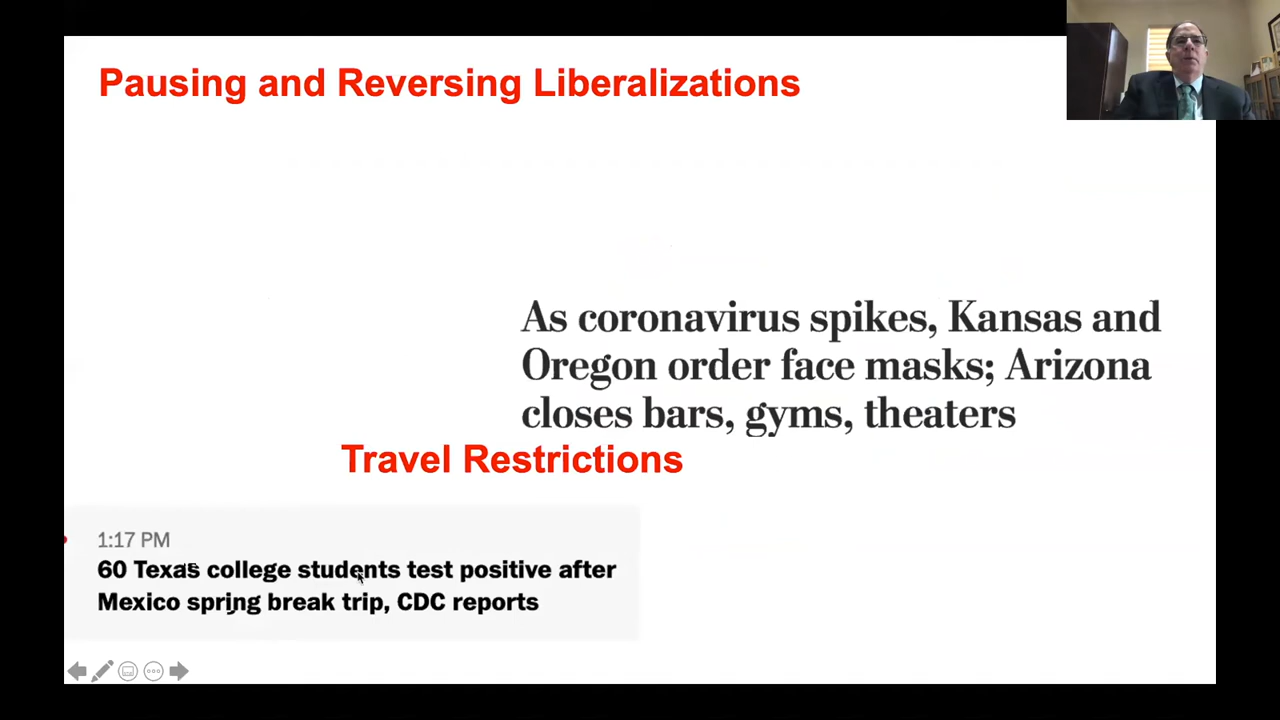 Pausing and Reversing Liberalizations
As coronavirus spikes, Kansas and
Oregon order face masks; Arizona
closes bars, gyms, theaters
Travel Restrictions
1:17 PM
60 Texas college students test positive after
Mexico spring break trip, CDC reports